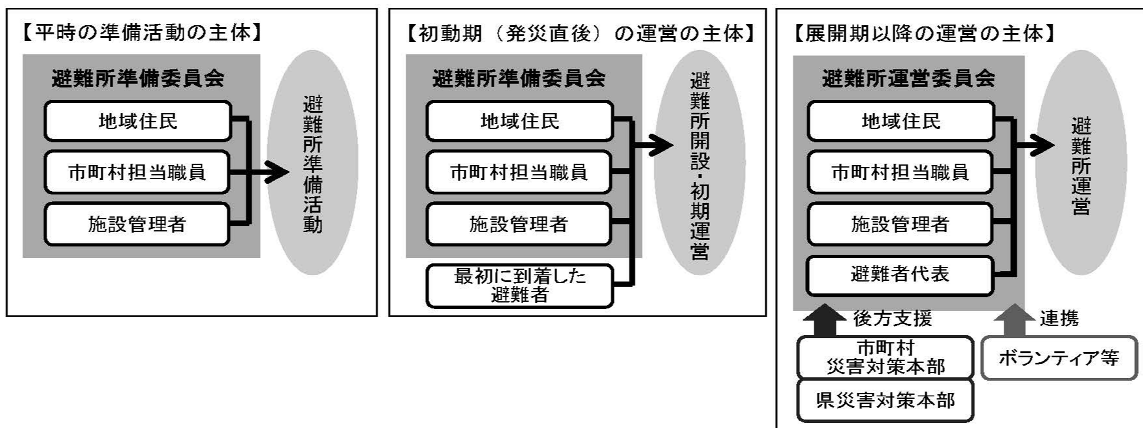 【平時の準備活動の主体】
避難所準備委員会
地域住民
市町村担当職員
施設管理者
避難所準備活動
【初動期（発災直後）の運営の主体】
避難所準備委員会
地域住民
市町村担当職員
施設管理者
最初に到着した
避難者
避難所開設・初期運営
【展開期以降の運営の主体】
避難所運営委員会
地域住民
市町村担当職員
施設管理者
避難者代表
避難所運営
後方支援
連携
市町村
災害対策本部
県災害対策本部
ボランティア等